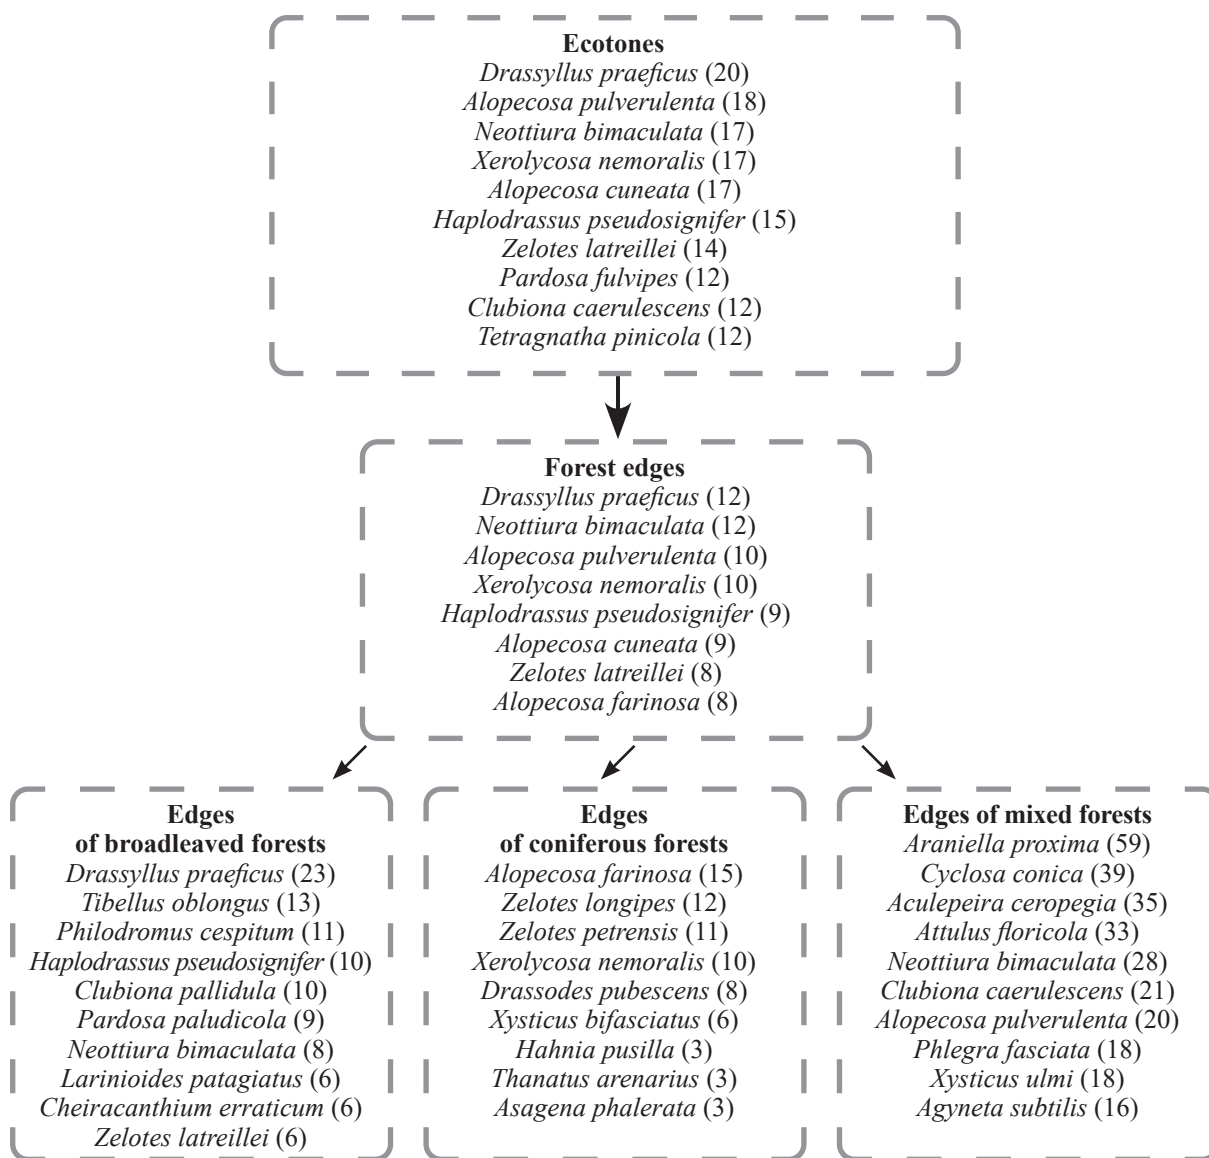 Ecotones
Drassyllus praeficus (20)
Alopecosa pulverulenta (18)
Neottiura bimaculata (17)
Xerolycosa nemoralis (17)
Alopecosa cuneata (17)
Haplodrassus pseudosignifer (15)
Zelotes latreillei (14)
Pardosa fulvipes (12)
Clubiona caerulescens (12)
Tetragnatha pinicola (12)
Forest edges
Drassyllus praeficus (12)
Neottiura bimaculata (12)
Alopecosa pulverulenta (10)
Xerolycosa nemoralis (10)
Haplodrassus pseudosignifer (9)
Alopecosa cuneata (9)
Zelotes latreillei (8)
Alopecosa farinosa (8)
Edges
of broadleaved forests
Drassyllus praeficus (23)
Tibellus oblongus (13)
Philodromus cespitum (11)
Haplodrassus pseudosignifer (10)
Clubiona pallidula (10)
Pardosa paludicola (9)
Neottiura bimaculata (8)
Larinioides patagiatus (6)
Cheiracanthium erraticum (6)
Zelotes latreillei (6)
Edges
of coniferous forests
Alopecosa farinosa (15)
Zelotes longipes (12)
Zelotes petrensis (11)
Xerolycosa nemoralis (10)
Drassodes pubescens (8)
Xysticus bifasciatus (6)
Hahnia pusilla (3)
Thanatus arenarius (3)
Asagena phalerata (3)
Edges of mixed forests
Araniella proxima (59)
Cyclosa conica (39)
Aculepeira ceropegia (35)
Attulus floricola (33)
Neottiura bimaculata (28)
Clubiona caerulescens (21)
Alopecosa pulverulenta (20)
Phlegra fasciata (18)
Xysticus ulmi (18)
Agyneta subtilis (16)